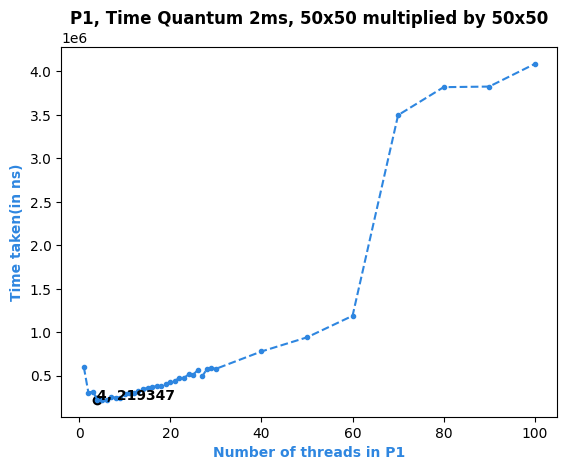 P1, Time Quantum 2ms, 50x50 multiplied by 50x50
1e6
4.0
3.5
3.0
2.5
2.0
1.5
1.0
0.5
Time taken(in ns)
4, 219347
0 20 40 60 80 100
Number of threads in P1